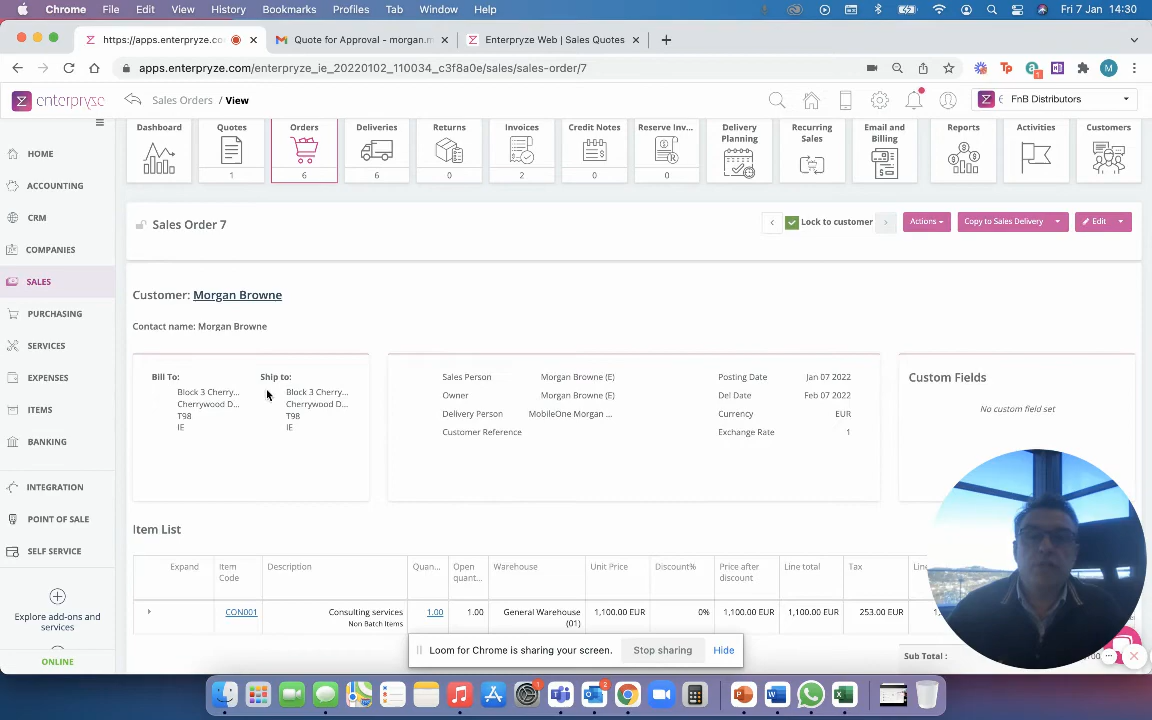 Chrome File Edit View History Bookmarks Profiles Tab Window Help Fri 7 Jan 14:30
https://apps.enterpryze.co Quote for Approval - morgan.m Enterpryze Web | Sales Quotes
apps.enterpryze.com/enterpryze_ie_20220102_110034_c3f8a0e/sales/sales-order/7
enterpryze Sales Orders / View FnB Distributors
Dashboard Quotes Orders Deliveries Returns Invoices Credit Notes Reserve Inv... Delivery Planning Recurring Sales Email and Billing Reports Activities Customers
1 6 6 0 2 0 0
HOME
ACCOUNTING
CRM
COMPANIES
SALES
PURCHASING
SERVICES
EXPENSES
ITEMS
BANKING
INTEGRATION
POINT OF SALE
SELF SERVICE
Explore add-ons and
services
ONLINE
Sales Order 7 Lock to customer Actions Copy to Sales Delivery Edit
Customer: Morgan Browne
Contact name: Morgan Browne
Bill To: Ship to:
Block 3 Cherry... Block 3 Cherry...
Cherrywood D... Cherrywood D...
T98 T98
IE IE
Sales Person Morgan Browne (E) Posting Date Jan 07 2022
Owner Morgan Browne (E) Del Date Feb 07 2022
Delivery Person MobileOne Morgan ... Currency EUR
Customer Reference Exchange Rate 1
Custom Fields
No custom field set
Item List
Expand Item Code Description Quan... Open quant... Warehouse Unit Price Discount% Price after discount Line total Tax Line
CON001 Consulting services Non Batch Items 1.00 1.00 General Warehouse (01) 1,100.00 EUR 0% 1,100.00 EUR 1,100.00 EUR 253.00 EUR
Sub Total :
Loom for Chrome is sharing your screen. Stop sharing Hide